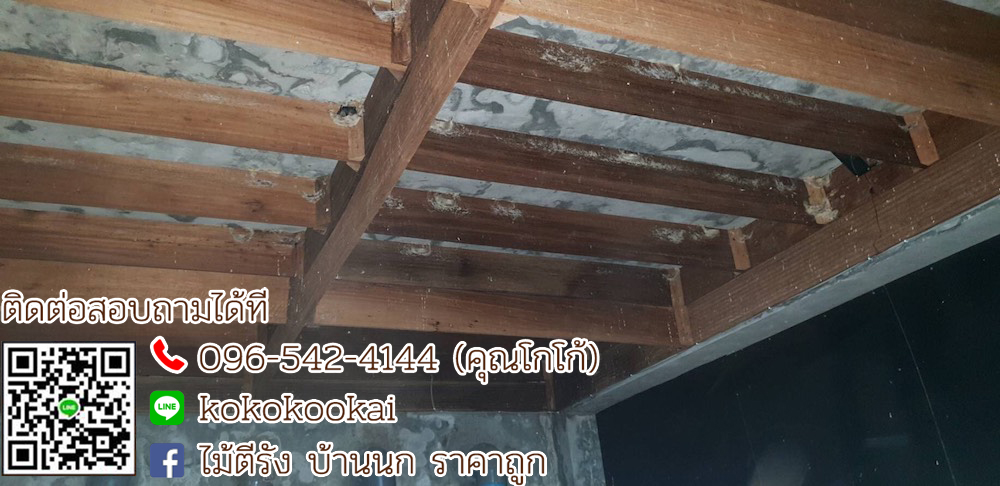 ติดต่อสอบถามได้ที
096-542-4144 (คุณโกโก้)
LINE kokokookai
ไม้ตีรัง บ้านนก ราคาถูก
LINE